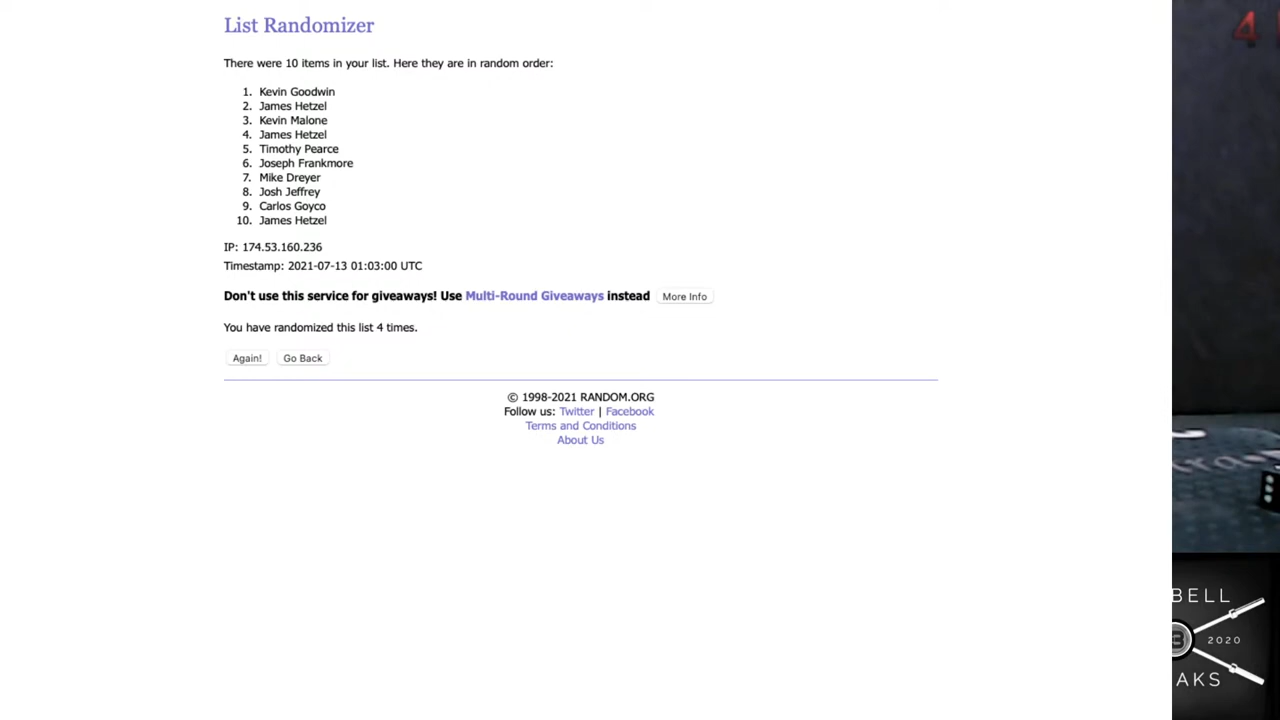 List Randomizer
There were 10 items in your list. Here they are in random order:
1. Kevin Goodwin
2. James Hetzel
3. Kevin Malone
4. James Hetzel
5. Timothy Pearce
6. Joseph Frankmore
7. Mike Dreyer
8. Josh Jeffrey
9. Carlos Goyco
10. James Hetzel
IP: 174.53.160.236
Timestamp: 2021-07-13 01:03:00 UTC
Don't use this service for giveaways! Use Multi-Round Giveaways instead More Info
You have randomized this list 4 times.
Again! Go Back
© 1998-2021 RANDOM.ORG
Follow us: Twitter | Facebook
Terms and Conditions
About Us
4
BELL
2020
AKS